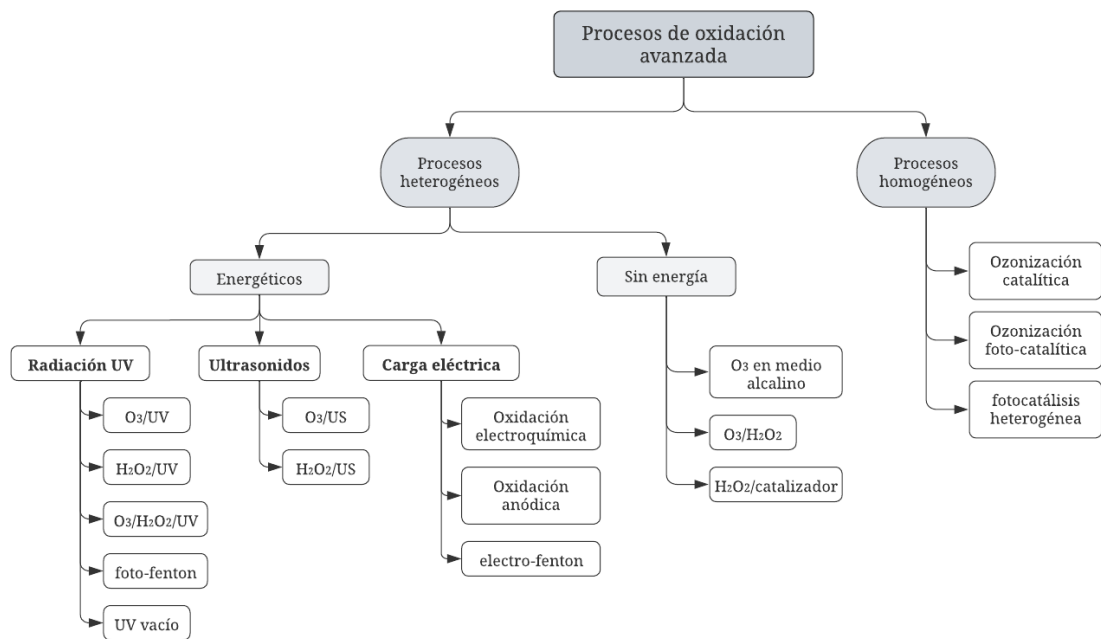 Procesos de oxidación
avanzada
Procesos
heterogéneos
Procesos
homogéneos
Energéticos
Sin energía
Ozonización
catalítica
Ozonización
foto-catalítica
fotocatálisis
heterogénea
Radiación UV
Ultrasonidos
Carga eléctrica
O₃/UV
H₂O₂/UV
O₃/H₂O₂/UV
foto-fenton
UV vacío
O₃/US
H₂O₂/US
Oxidación
electroquímica
Oxidación
anódica
electro-fenton
O₃ en medio
alcalino
O₃/H₂O₂
H₂O₂/catalizador